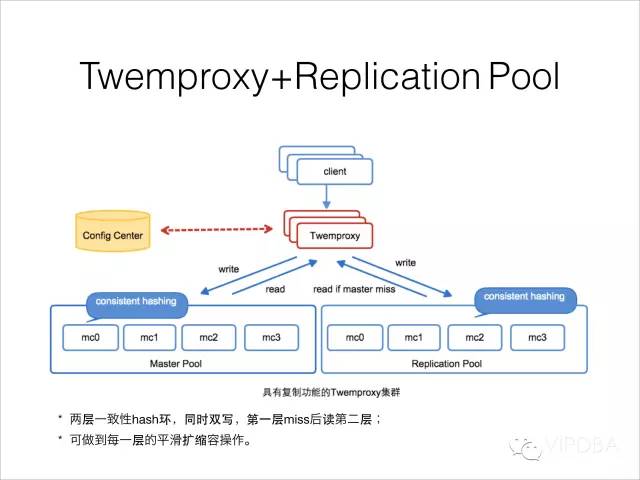 Twemproxy+Replication Pool
client
Config Center
Twemproxy
write
write
read
read if master miss
consistent hashing
consistent hashing
mc0 mc1 mc2 mc3
mc0 mc1 mc2 mc3
Master Pool
Replication Pool
具有复制功能的Twemproxy集群
* 两层一致性hash环，同时双写，第一层miss后读第二层；
* 可做到每一层的平滑扩缩容操作。
VIPDBA